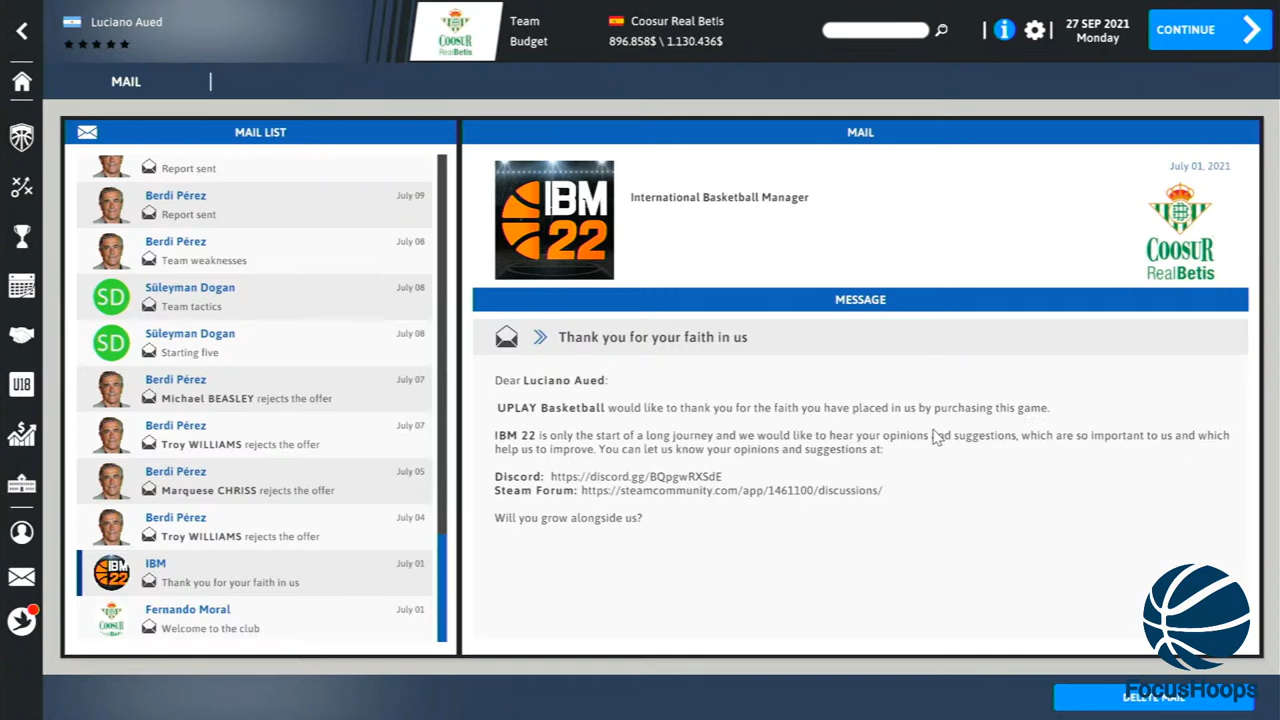 Luciano Aued
COOSUR
RealBetis
Team
Budget
Coosur Real Betis
896.858$ \ 1.130.436$
27 SEP 2021
Monday
CONTINUE
MAIL
MAIL LIST
Report sent
Berdi Pérez July 09
Report sent
Berdi Pérez July 08
Team weaknesses
SD Süleyman Dogan July 08
Team tactics
SD Süleyman Dogan July 08
Starting five
Berdi Pérez July 07
Michael BEASLEY rejects the offer
Berdi Pérez July 07
Troy WILLIAMS rejects the offer
Berdi Pérez July 05
Marquese CHRISS rejects the offer
Berdi Pérez July 04
Troy WILLIAMS rejects the offer
IBM 22
IBM July 01
Thank you for your faith in us
COOSUR
Fernando Moral July 01
Welcome to the club
U18
MAIL
IBM
22
International Basketball Manager
July 01, 2021
COOSUR
RealBetis
MESSAGE
Thank you for your faith in us
Dear Luciano Aued:
UPLAY Basketball would like to thank you for the faith you have placed in us by purchasing this game.
IBM 22 is only the start of a long journey and we would like to hear your opinions and suggestions, which are so important to us and which
help us to improve. You can let us know your opinions and suggestions at:
Discord: https://discord.gg/BQpgwRXSdE
Steam Forum: https://steamcommunity.com/app/1461100/discussions/
Will you grow alongside us?
FocusHoops
DELETE MAIL